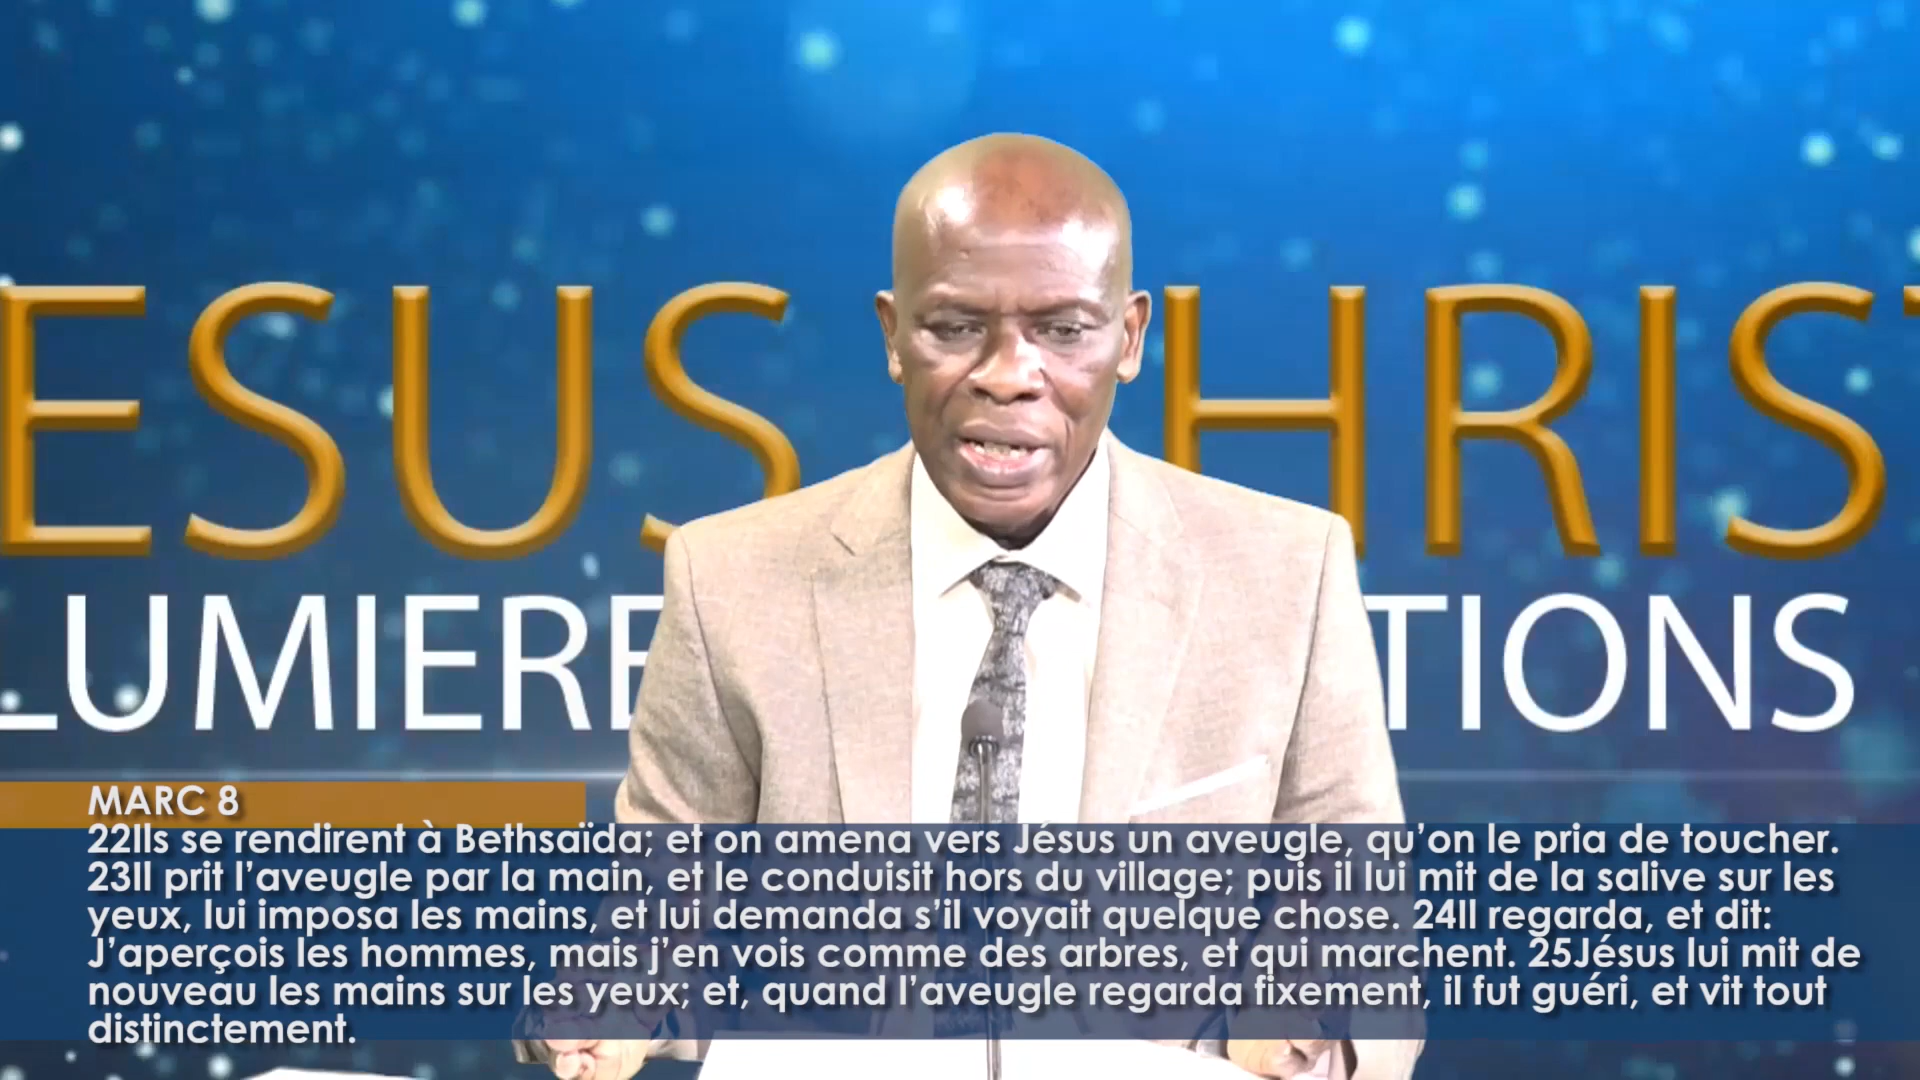 ESUS HRIST
LUMIERE TIONS
MARC 8
22Ils se rendirent à Bethsaïda; et on amena vers Jésus un aveugle, qu’on le pria de toucher.
23Il prit l’aveugle par la main, et le conduisit hors du village; puis il lui mit de la salive sur les
yeux, lui imposa les mains, et lui demanda s’il voyait quelque chose. 24Il regarda, et dit:
J’aperçois les hommes, mais j’en vois comme des arbres, et qui marchent. 25Jésus lui mit de
nouveau les mains sur les yeux; et, quand l’aveugle regarda fixement, il fut guéri, et vit tout
distinctement.